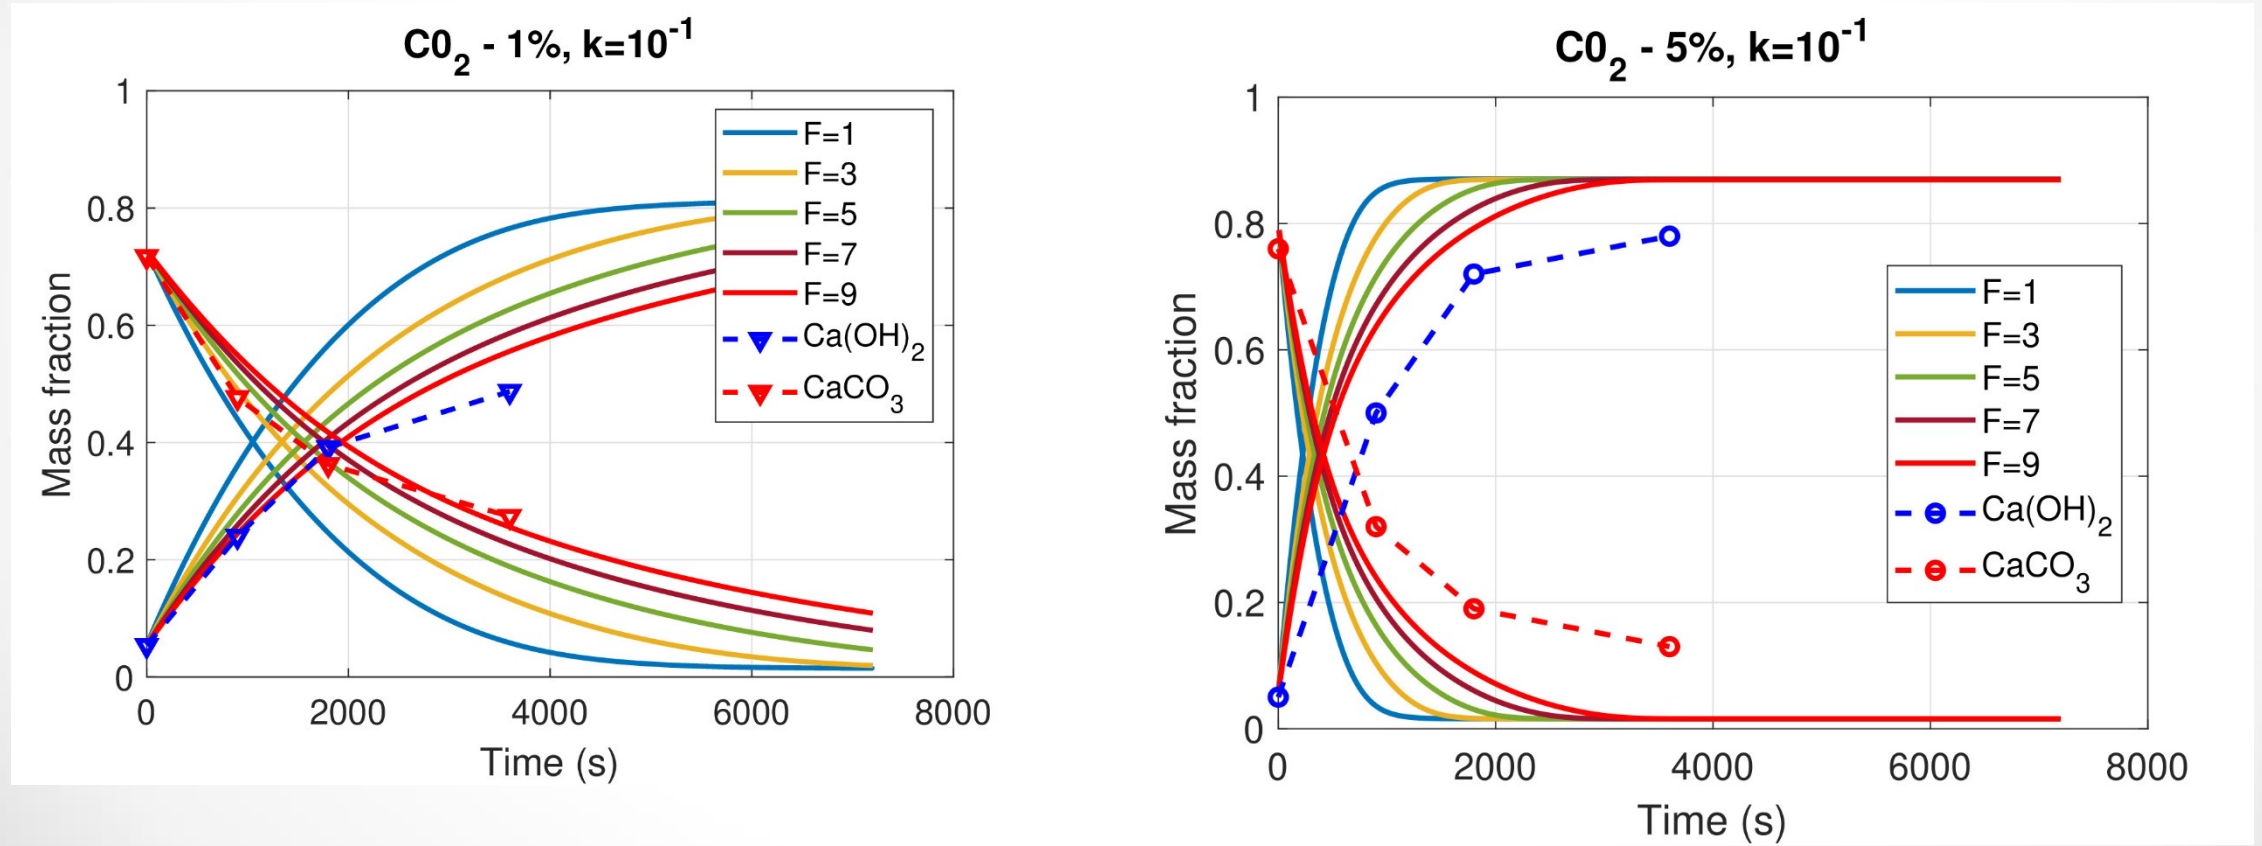 C0₂ - 1%, k=10⁻¹
Mass fraction
1
0.8
0.6
0.4
0.2
0
0 2000 4000 6000 8000
Time (s)
F=1
F=3
F=5
F=7
F=9
Ca(OH)₂
CaCO₃
C0₂ - 5%, k=10⁻¹
Mass fraction
1
0.8
0.6
0.4
0.2
0
0 2000 4000 6000 8000
Time (s)
F=1
F=3
F=5
F=7
F=9
Ca(OH)₂
CaCO₃